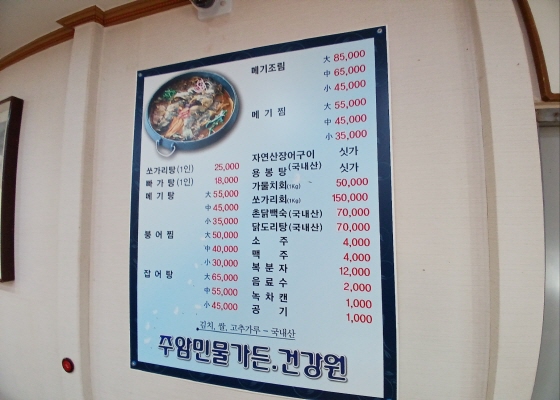 메기조림 大 85,000
中 65,000
小 45,000
메기찜 大 55,000
中 45,000
小 35,000
자연산장어구이 싯가
용봉탕(국내산) 싯가
가물치회(1Kg) 50,000
쏘가리회(1Kg) 150,000
촌닭백숙(국내산) 70,000
닭도리탕(국내산) 70,000
소주 4,000
맥주 4,000
복분자 12,000
음료수 2,000
녹차캔 1,000
공기 1,000
쏘가리탕(1인) 25,000
빠가탕(1인) 18,000
메기탕 大 55,000
中 45,000
小 35,000
붕어찜 大 50,000
中 40,000
小 30,000
잡어탕 大 65,000
中 55,000
小 45,000
김치, 쌀, 고추가루 - 국내산
주암민물가든.건강원